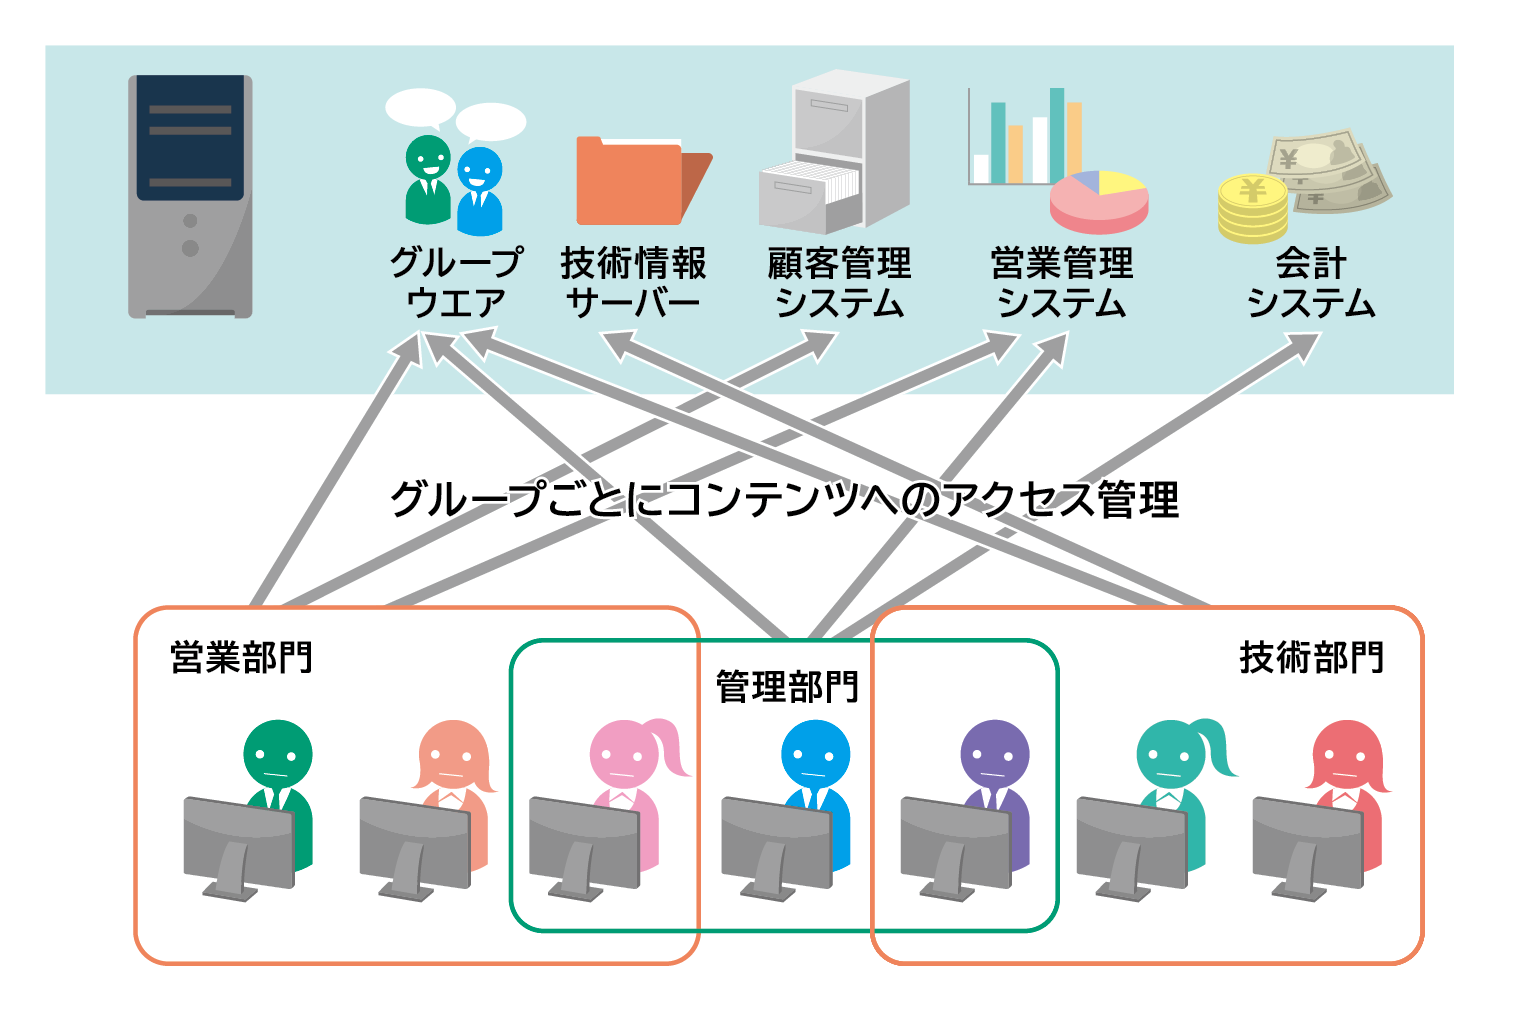 グループ
ウエア
技術情報
サーバー
顧客管理
システム
営業管理
システム
会計
システム
グループごとにコンテンツへのアクセス管理
営業部門
管理部門
技術部門